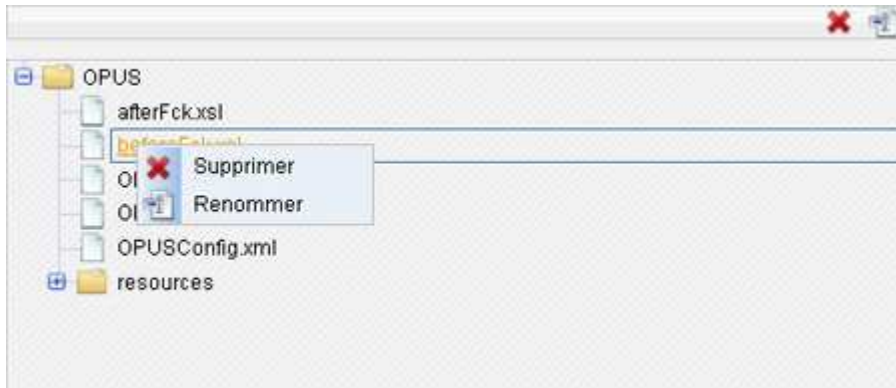 OPUS
afterFck.xsl
Supprimer
Renommer
OPUSConfig.xml
resources